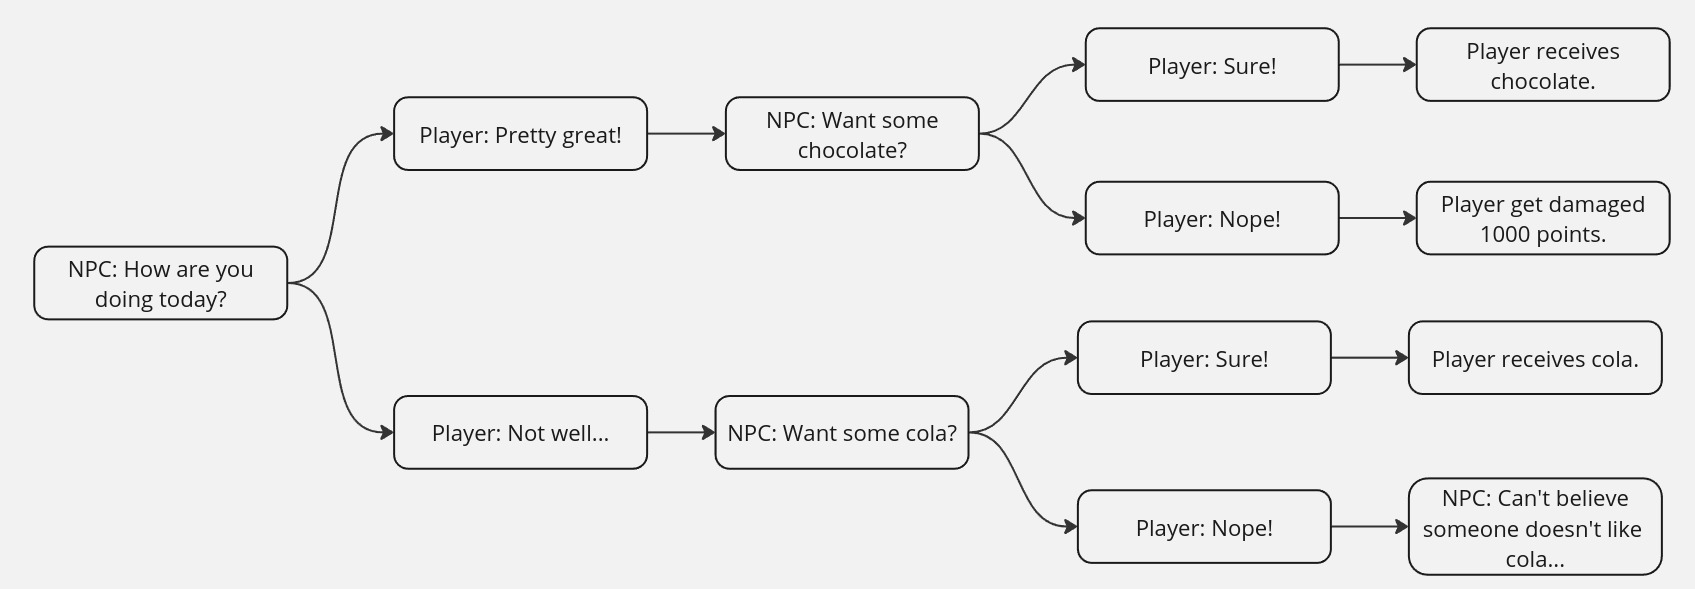 NPC: How are you
doing today?
Player: Pretty great!
NPC: Want some
chocolate?
Player: Sure!
Player receives
chocolate.
Player: Nope!
Player get damaged
1000 points.
Player: Not well...
NPC: Want some cola?
Player: Sure!
Player receives cola.
Player: Nope!
NPC: Can't believe
someone doesn't like
cola...